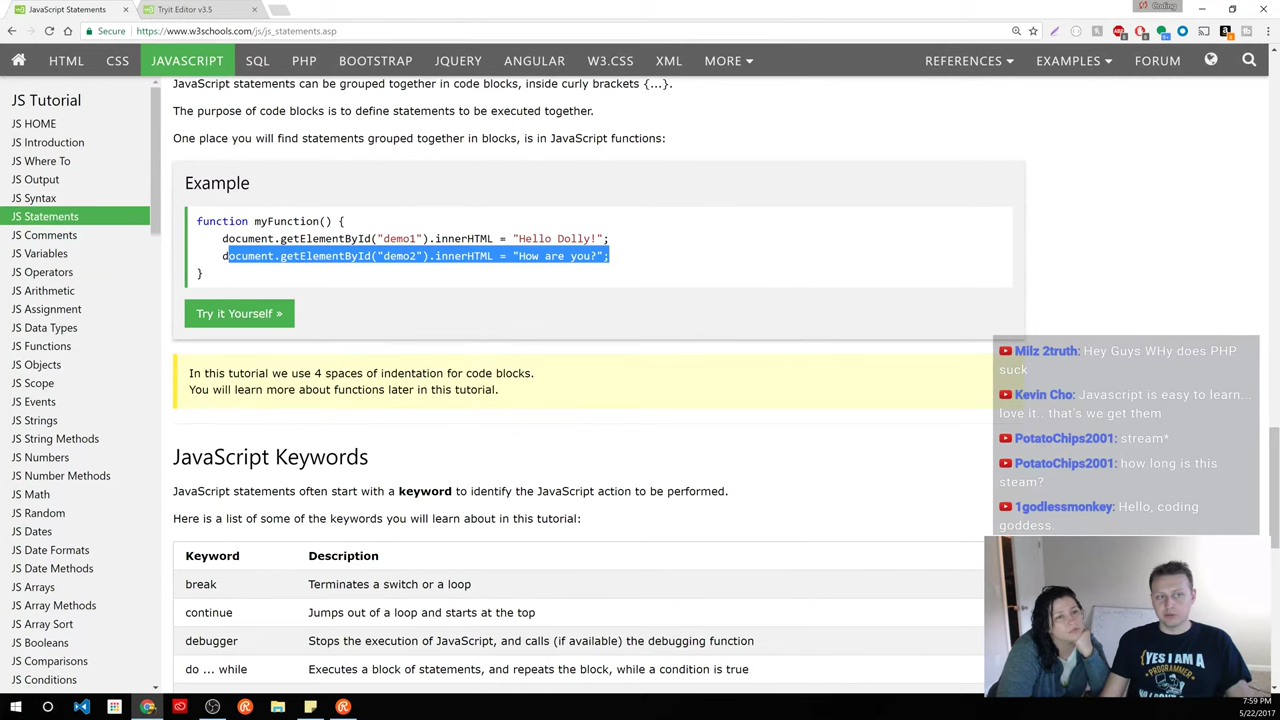 JavaScript Statements
Tryit Editor v3.5
Secure
https://www.w3schools.com/js/js_statements.asp
Coding
HTML
CSS
JAVASCRIPT
SQL
PHP
BOOTSTRAP
JQUERY
ANGULAR
W3.CSS
XML
MORE
REFERENCES
EXAMPLES
FORUM
JS Tutorial
JS HOME
JS Introduction
JS Where To
JS Output
JS Syntax
JS Statements
JS Comments
JS Variables
JS Operators
JS Arithmetic
JS Assignment
JS Data Types
JS Functions
JS Objects
JS Scope
JS Events
JS Strings
JS String Methods
JS Numbers
JS Number Methods
JS Math
JS Random
JS Dates
JS Date Formats
JS Date Methods
JS Arrays
JS Array Methods
JS Array Sort
JS Booleans
JS Comparisons
JS Conditions
JavaScript statements can be grouped together in code blocks, inside curly brackets {...}.
The purpose of code blocks is to define statements to be executed together.
One place you will find statements grouped together in blocks, is in JavaScript functions:
Example
function myFunction() {
document.getElementById("demo1").innerHTML = "Hello Dolly!";
document.getElementById("demo2").innerHTML = "How are you?";
}
Try it Yourself »
In this tutorial we use 4 spaces of indentation for code blocks.
You will learn more about functions later in this tutorial.
JavaScript Keywords
JavaScript statements often start with a keyword to identify the JavaScript action to be performed.
Here is a list of some of the keywords you will learn about in this tutorial:
Keyword Description
break Terminates a switch or a loop
continue Jumps out of a loop and starts at the top
debugger Stops the execution of JavaScript, and calls (if available) the debugging function
do ... while Executes a block of statements, and repeats the block, while a condition is true
Milz 2truth: Hey Guys WHy does PHP
suck
Kevin Cho: Javascript is easy to learn...
love it.. that's we get them
PotatoChips2001: stream*
PotatoChips2001: how long is this
steam?
1godlessmonkey: Hello, coding
goddess.
{YES I AM A
PROGRAMMER
7:59 PM
5/22/2017